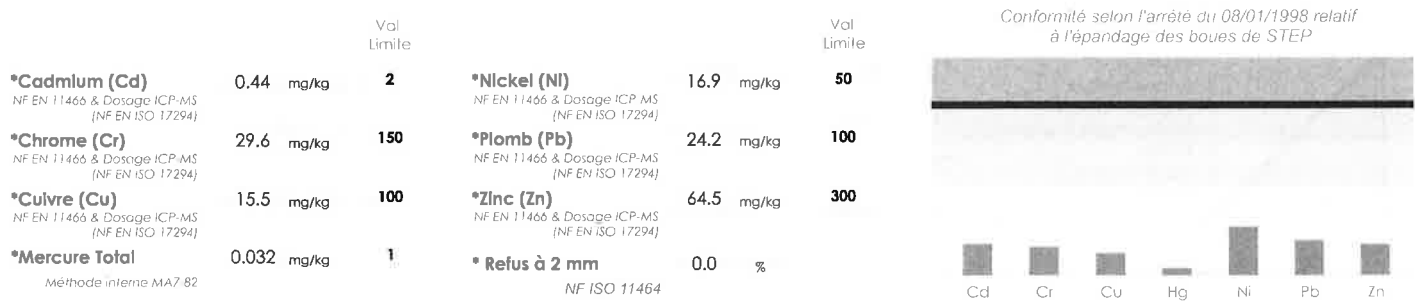 Val
Limite
*Cadmium (Cd) 0.44 mg/kg 2
NF EN 11466 & Dosage ICP-MS
(NF EN ISO 17294)
*Chrome (Cr) 29.6 mg/kg 150
NF EN 11466 & Dosage ICP-MS
(NF EN ISO 17294)
*Cuivre (Cu) 15.5 mg/kg 100
NF EN 11466 & Dosage ICP-MS
(NF EN ISO 17294)
*Mercure Total 0.032 mg/kg 1
Méthode interne MA7 82
Val
Limite
*Nickel (Ni) 16.9 mg/kg 50
NF EN 11466 & Dosage ICP MS
(NF EN ISO 17294)
*Plomb (Pb) 24.2 mg/kg 100
NF EN 11466 & Dosage ICP-MS
(NF EN ISO 17294)
*Zinc (Zn) 64.5 mg/kg 300
NF EN 11466 & Dosage ICP-MS
(NF EN ISO 17294)
* Refus à 2 mm 0.0 %
NF ISO 11464
Conformité selon l'arrêté du 08/01/1998 relatif
à l'épandage des boues de STEP
Cd Cr Cu Hg Ni Pb Zn